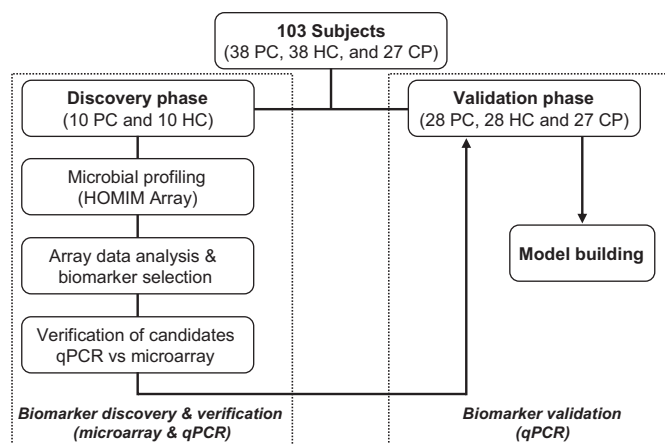 103 Subjects
(38 PC, 38 HC, and 27 CP)
Discovery phase
(10 PC and 10 HC)
Microbial profiling
(HOMIM Array)
Array data analysis &
biomarker selection
Verification of candidates
qPCR vs microarray
Biomarker discovery & verification
(microarray & qPCR)
Validation phase
(28 PC, 28 HC and 27 CP)
Model building
Biomarker validation
(qPCR)